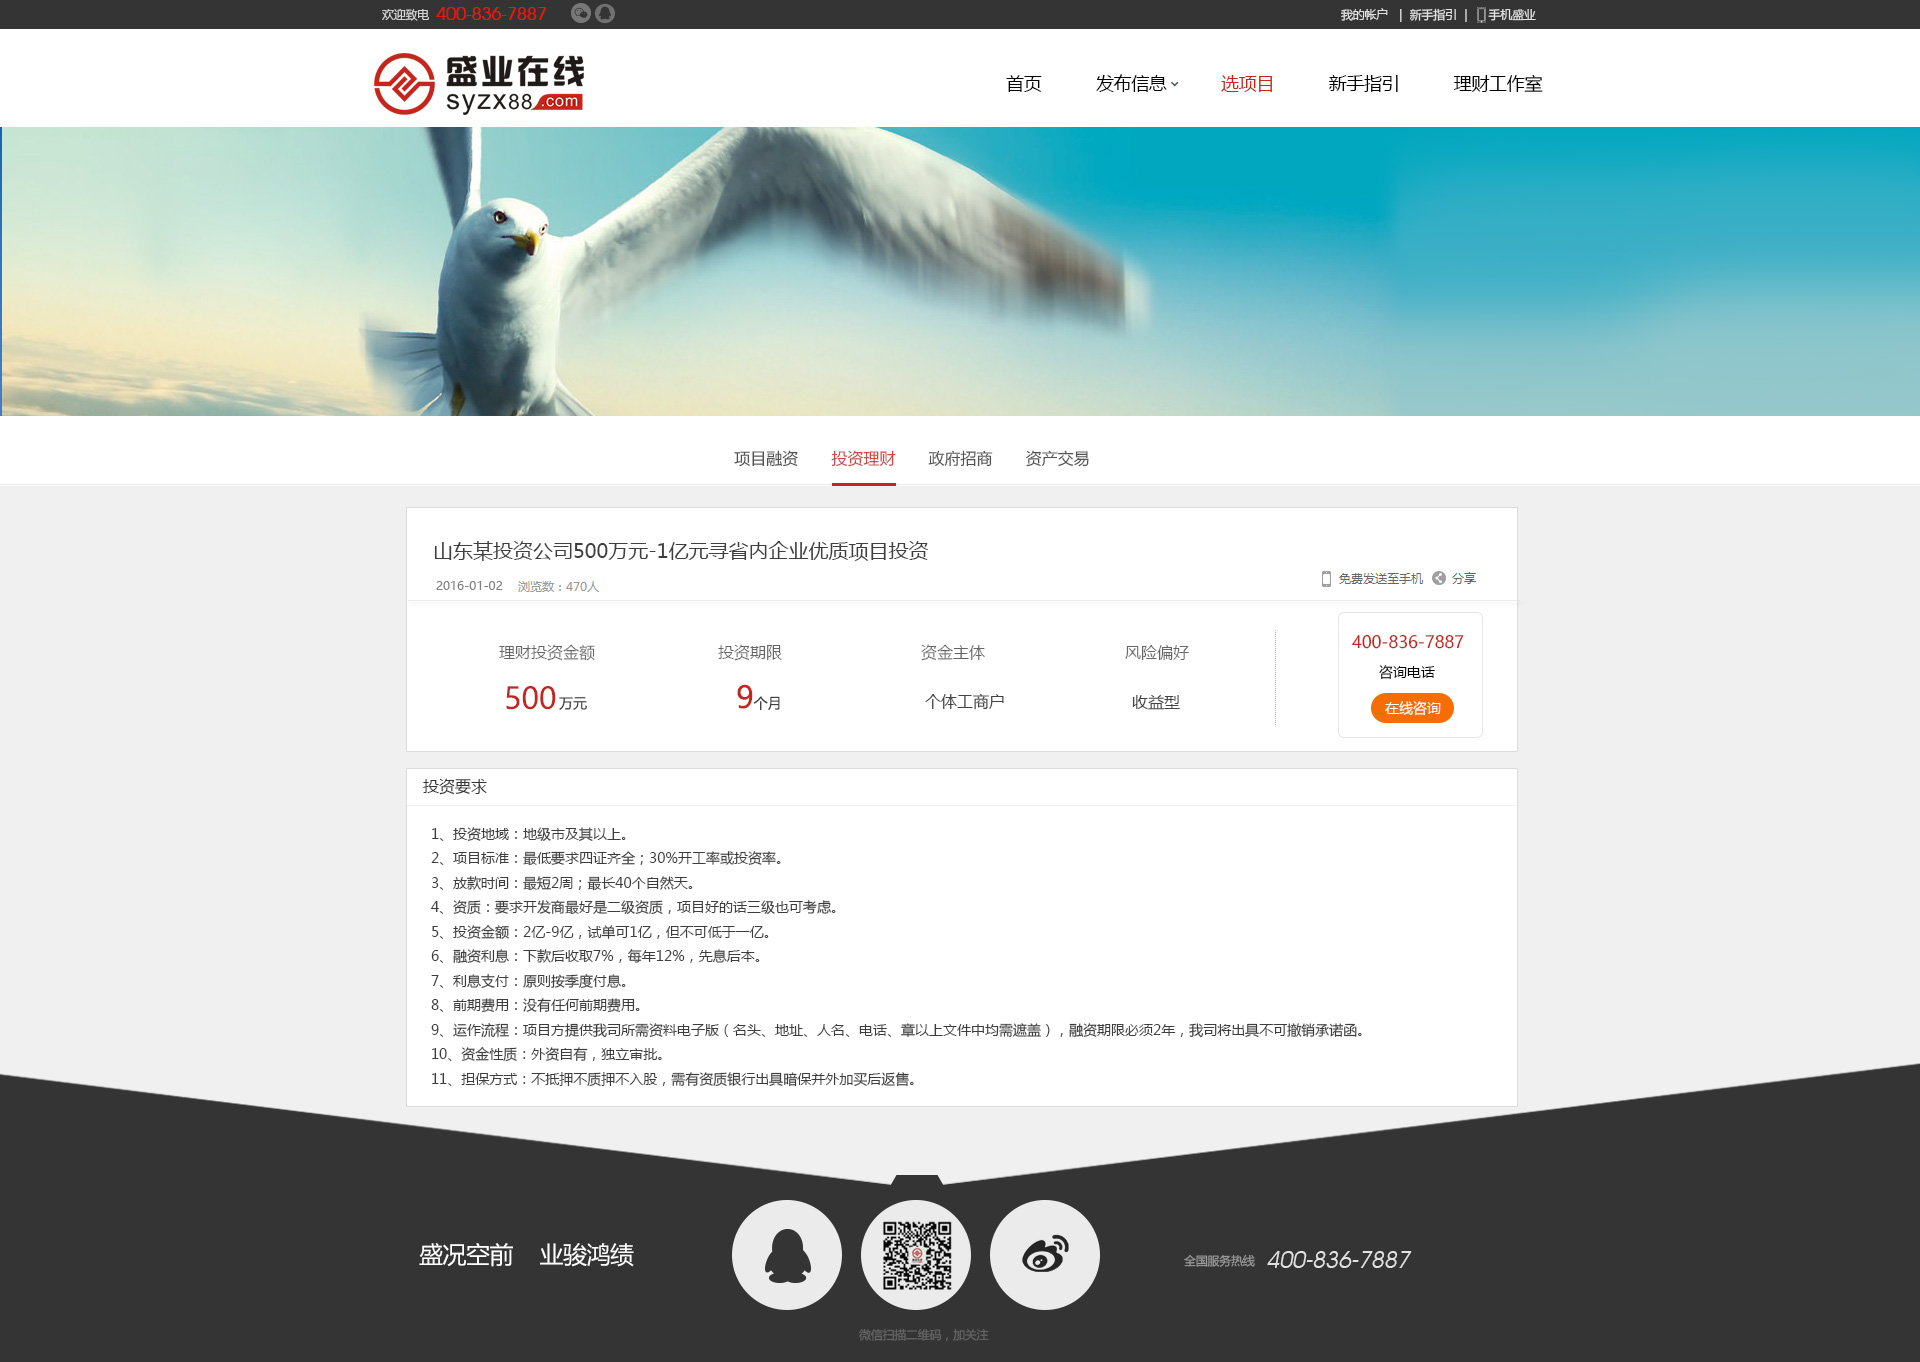 欢迎致电 400-836-7887
我的帐户 | 新手指引 | 手机盛业
盛业在线
syzx88.com
首页 发布信息 选项目 新手指引 理财工作室
项目融资 投资理财 政府招商 资产交易
山东某投资公司500万元-1亿元寻省内企业优质项目投资
2016-01-02 浏览数：470人
免费发送至手机 分享
理财投资金额 投资期限 资金主体 风险偏好
500万元 9个月 个体工商户 收益型
400-836-7887
咨询电话
在线咨询
投资要求
1、投资地域：地级市及其以上。
2、项目标准：最低要求四证齐全；30%开工率或投资率。
3、放款时间：最短2周；最长40个自然天。
4、资质：要求开发商最好是二级资质，项目好的话三级也可考虑。
5、投资金额：2亿-9亿，试单可1亿，但不可低于一亿。
6、融资利息：下款后收取7%，每年12%，先息后本。
7、利息支付：原则按季度付息。
8、前期费用：没有任何前期费用。
9、运作流程：项目方提供我司所需资料电子版（名头、地址、人名、电话、章以上文件中均需遮盖），融资期限必须2年，我司将出具不可撤销承诺函。
10、资金性质：外资自有，独立审批。
11、担保方式：不抵押不质押不入股，需有资质银行出具暗保并外加买后返售。
盛况空前 业骏鸿绩
全国服务热线 400-836-7887
微信扫描二维码，加关注